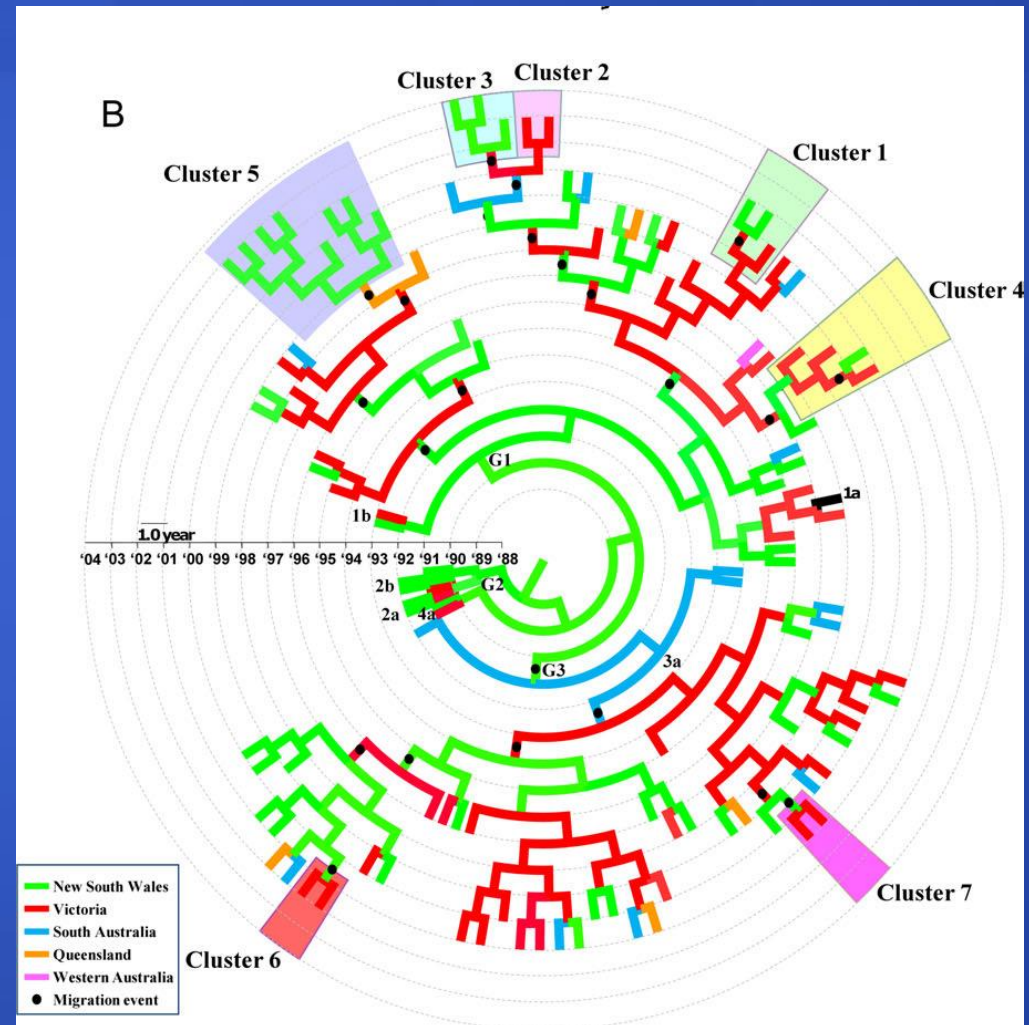 B
Cluster 3
Cluster 2
Cluster 1
Cluster 5
Cluster 4
G1
1a
1b
1.0 year
'04 '03 '02 '01 '00 '99 '98 '97 '96 '95 '94 '93 '92 '91 '90 '89 '88
2b
G2
2a
4a
G3
3a
New South Wales
Victoria
South Australia
Queensland
Western Australia
Migration event
Cluster 6
Cluster 7